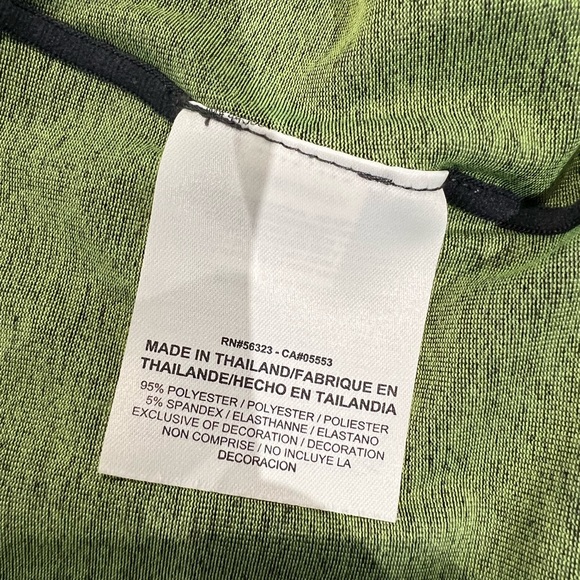 RN#56323 - CA#05553
MADE IN THAILAND/FABRIQUE EN
THAILANDE/HECHO EN TAILANDIA
95% POLYESTER / POLYESTER / POLIESTER
5% SPANDEX / ELASTHANNE / ELASTANO
EXCLUSIVE OF DECORATION / DECORATION
NON COMPRISE / NO INCLUYE LA
DECORACION